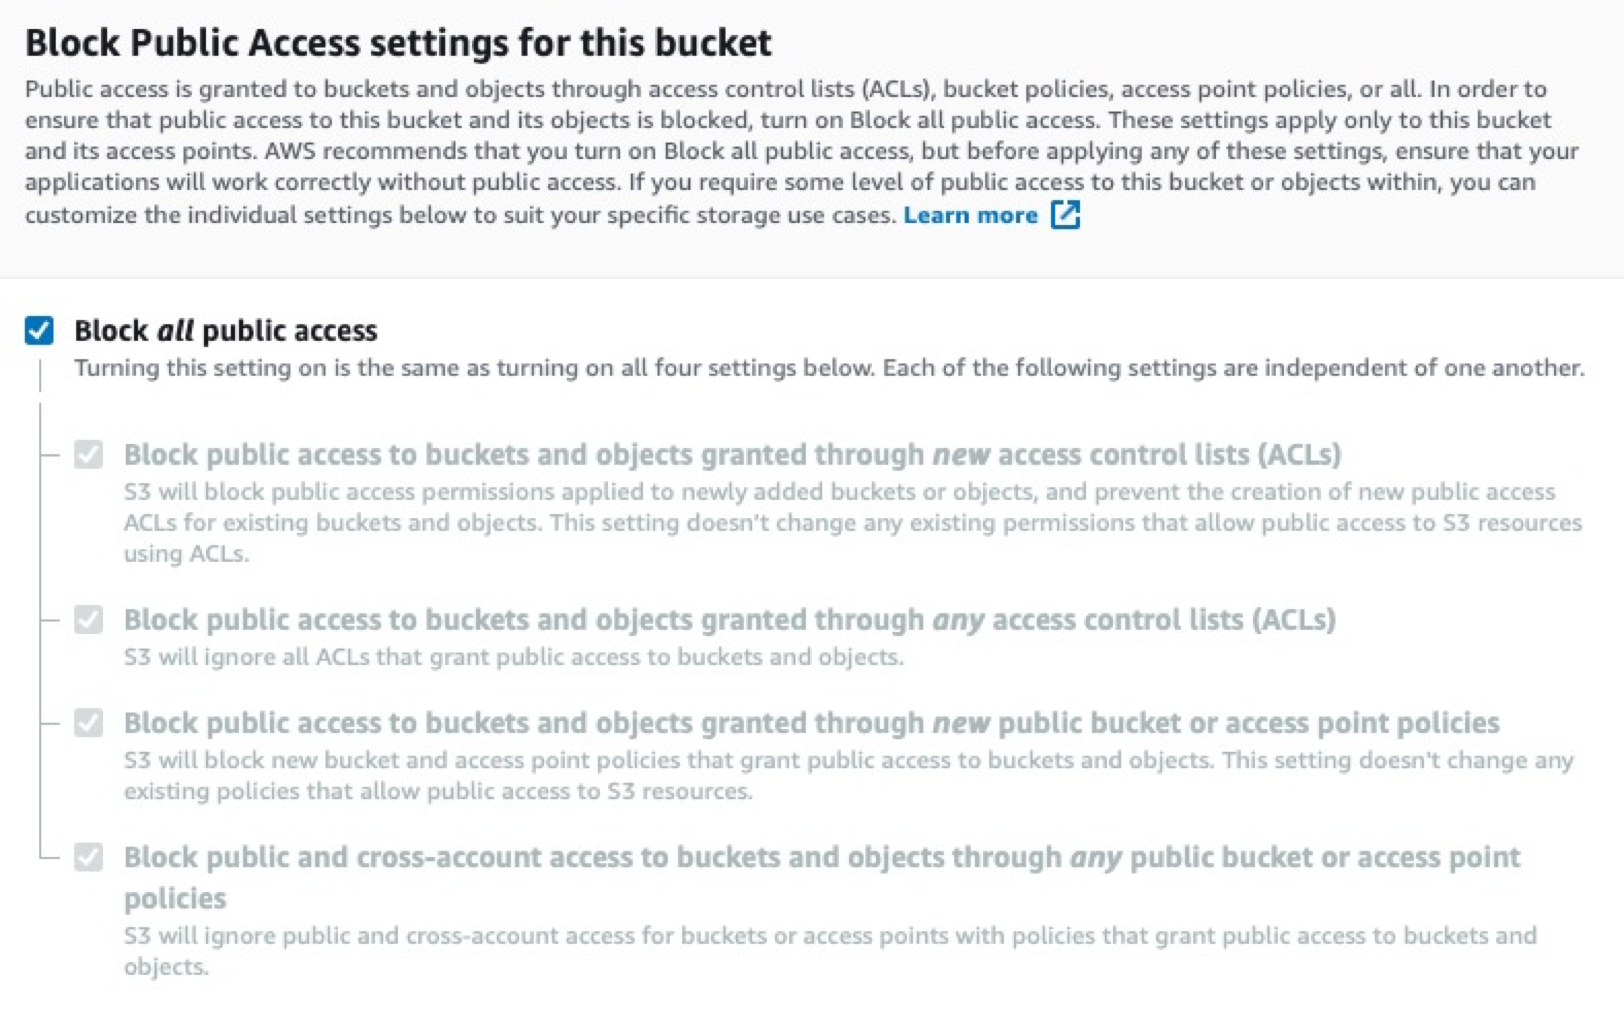 Block Public Access settings for this bucket
Public access is granted to buckets and objects through access control lists (ACLs), bucket policies, access point policies, or all. In order to
ensure that public access to this bucket and its objects is blocked, turn on Block all public access. These settings apply only to this bucket
and its access points. AWS recommends that you turn on Block all public access, but before applying any of these settings, ensure that your
applications will work correctly without public access. If you require some level of public access to this bucket or objects within, you can
customize the individual settings below to suit your specific storage use cases. Learn more
Block all public access
Turning this setting on is the same as turning on all four settings below. Each of the following settings are independent of one another.
Block public access to buckets and objects granted through new access control lists (ACLs)
S3 will block public access permissions applied to newly added buckets or objects, and prevent the creation of new public access
ACLs for existing buckets and objects. This setting doesn't change any existing permissions that allow public access to S3 resources
using ACLs.
Block public access to buckets and objects granted through any access control lists (ACLs)
S3 will ignore all ACLs that grant public access to buckets and objects.
Block public access to buckets and objects granted through new public bucket or access point policies
S3 will block new bucket and access point policies that grant public access to buckets and objects. This setting doesn't change any
existing policies that allow public access to S3 resources.
Block public and cross-account access to buckets and objects through any public bucket or access point
policies
S3 will ignore public and cross-account access for buckets or access points with policies that grant public access to buckets and
objects.